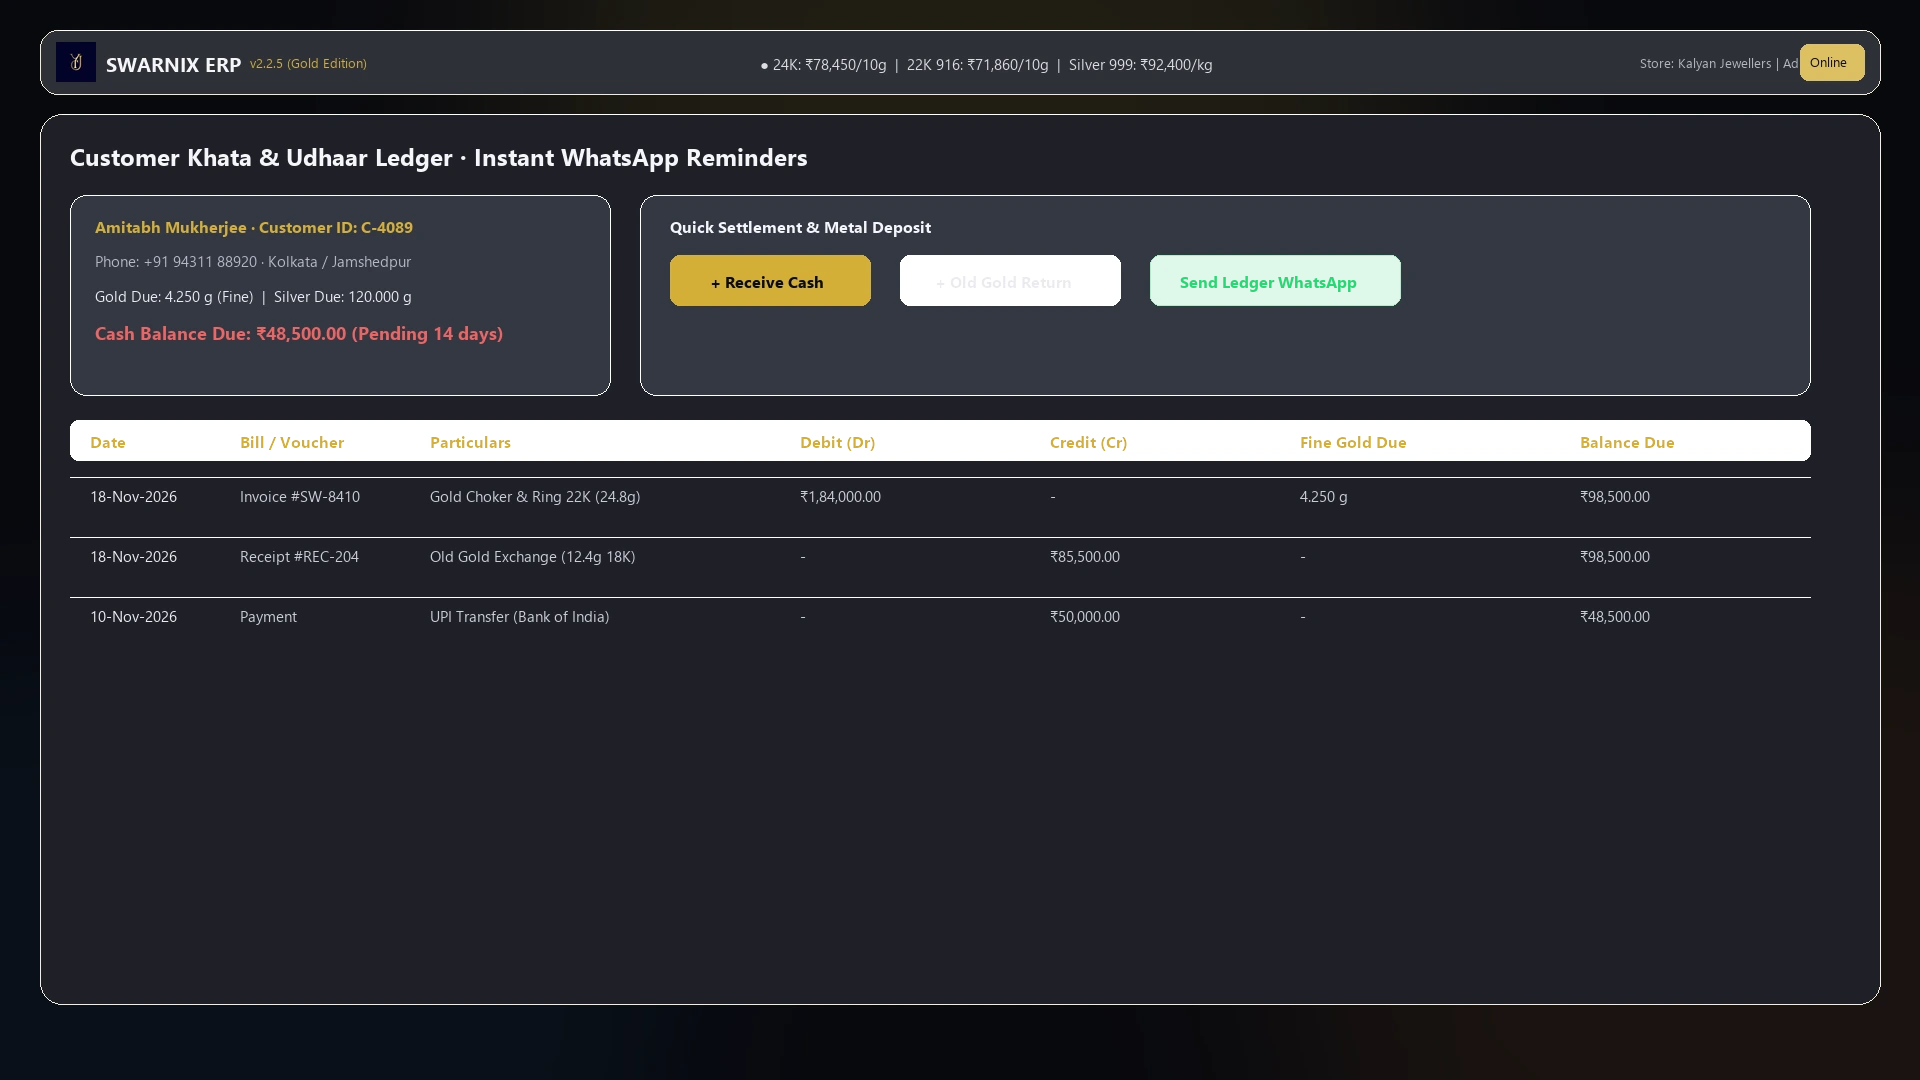 SWARNIX ERP v2.2.5 (Gold Edition)
● 24K: ₹78,450/10g | 22K 916: ₹71,860/10g | Silver 999: ₹92,400/kg
Store: Kalyan Jewellers | Ad
Online
Customer Khata & Udhaar Ledger · Instant WhatsApp Reminders
Amitabh Mukherjee · Customer ID: C-4089
Phone: +91 94311 88920 · Kolkata / Jamshedpur
Gold Due: 4.250 g (Fine) | Silver Due: 120.000 g
Cash Balance Due: ₹48,500.00 (Pending 14 days)
Quick Settlement & Metal Deposit
+ Receive Cash
+ Old Gold Return
Send Ledger WhatsApp
Date Bill / Voucher Particulars Debit (Dr) Credit (Cr) Fine Gold Due Balance Due
18-Nov-2026 Invoice #SW-8410 Gold Choker & Ring 22K (24.8g) ₹1,84,000.00 - 4.250 g ₹98,500.00
18-Nov-2026 Receipt #REC-204 Old Gold Exchange (12.4g 18K) - ₹85,500.00 - ₹98,500.00
10-Nov-2026 Payment UPI Transfer (Bank of India) - ₹50,000.00 - ₹48,500.00